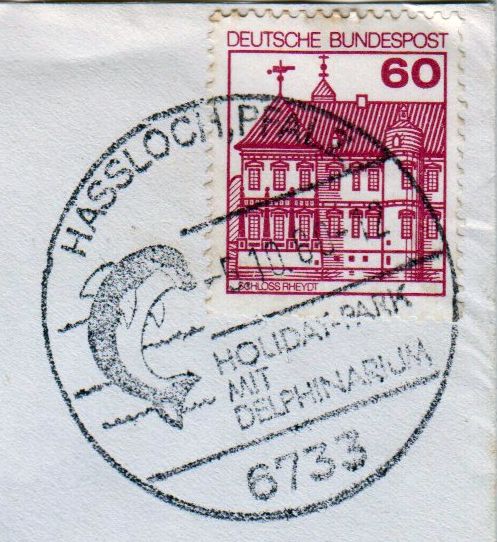 DEUTSCHE BUNDESPOST
60
SCHLOSS RHEYDT
HASSLOCH, PFALZ
HOLIDAY-PARK
MIT
DELPHINARIUM
6733